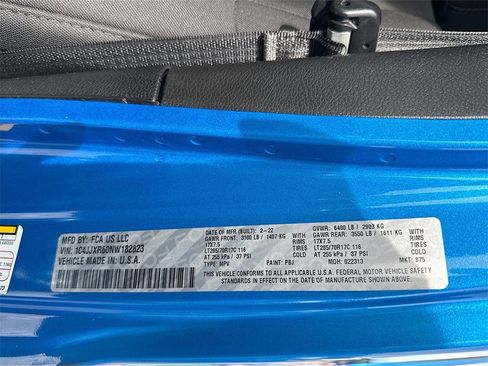 MFD BY: FCA US LLC
VIN: 1C4JJXR60NW182823
VEHICLE MADE IN: U.S.A.
DATE OF MFR (BUILT): 2-22
GAWR FRONT: 3100 LB / 1407 KG
17X7.5 RIMS
LT285/70R17C 116 TIRES
AT 255 kPa / 37 PSI COLD
GVWR: 6400 LB / 2903 KG
GAWR REAR: 3550 LB / 1611 KG
17X7.5 RIMS
LT285/70R17C 116 TIRES
AT 255 kPa / 37 PSI COLD
THIS VEHICLE CONFORMS TO ALL APPLICABLE U.S.A. FEDERAL MOTOR VEHICLE SAFETY
STANDARDS IN EFFECT ON THE DATE OF MANUFACTURE SHOWN ABOVE.
TYPE: MPV PAINT: PBJ MDH: 022313 MKT: 875